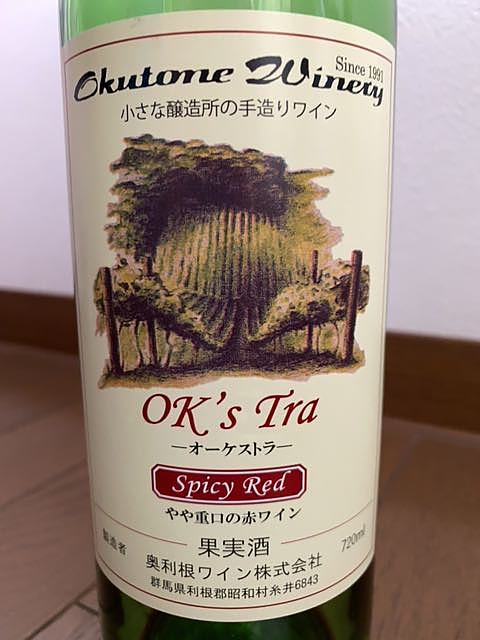 Since 1991
Okutone Winery
小さな醸造所の手造りワイン
OK's Tra
―オーケストラ―
Spicy Red
やや重口の赤ワイン
製造者 果実酒 720ml
奥利根ワイン株式会社
群馬県利根郡昭和村糸井6843